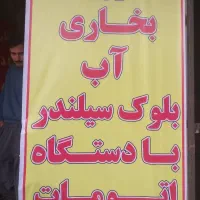 بخاری
آب
بلوک سیلندر
با دستگاه
اتومات